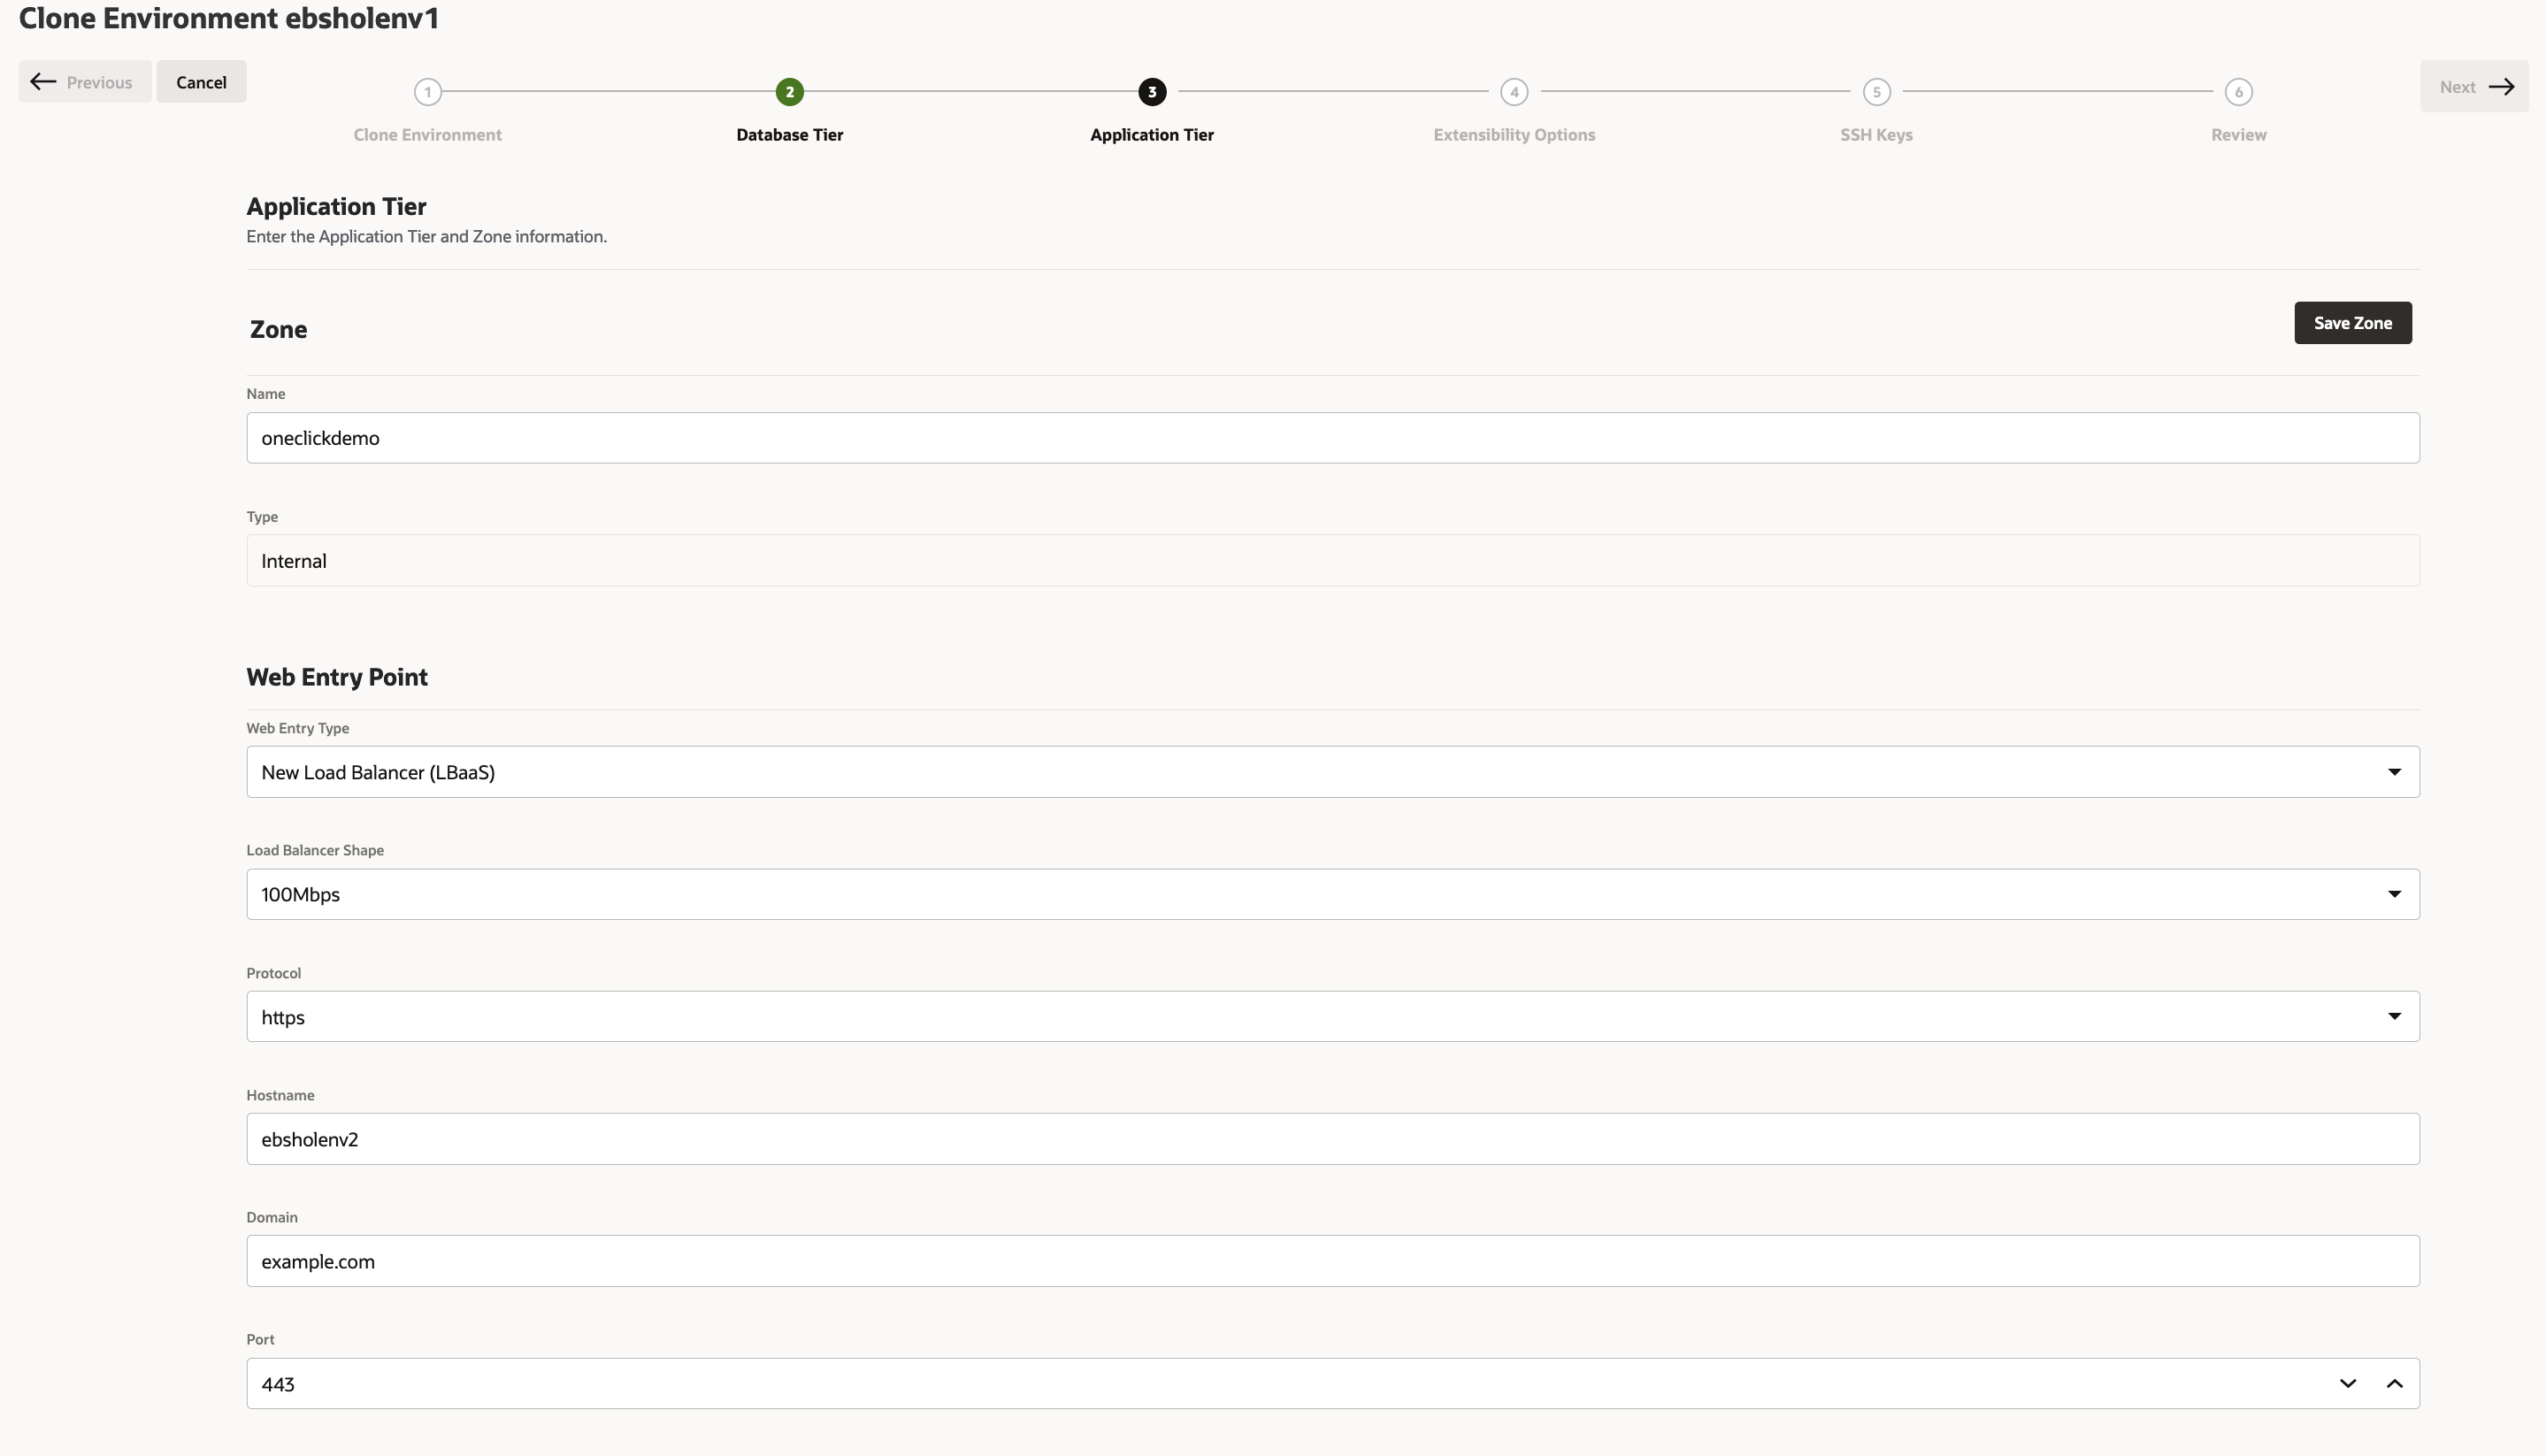 Clone Environment ebsholenv1
Previous
Cancel
1
2
3
4
5
6
Next
Clone Environment
Database Tier
Application Tier
Extensibility Options
SSH Keys
Review
Application Tier
Enter the Application Tier and Zone information.
Zone
Save Zone
Name
oneclickdemo
Type
Internal
Web Entry Point
Web Entry Type
New Load Balancer (LBaaS)
Load Balancer Shape
100Mbps
Protocol
https
Hostname
ebsholenv2
Domain
example.com
Port
443